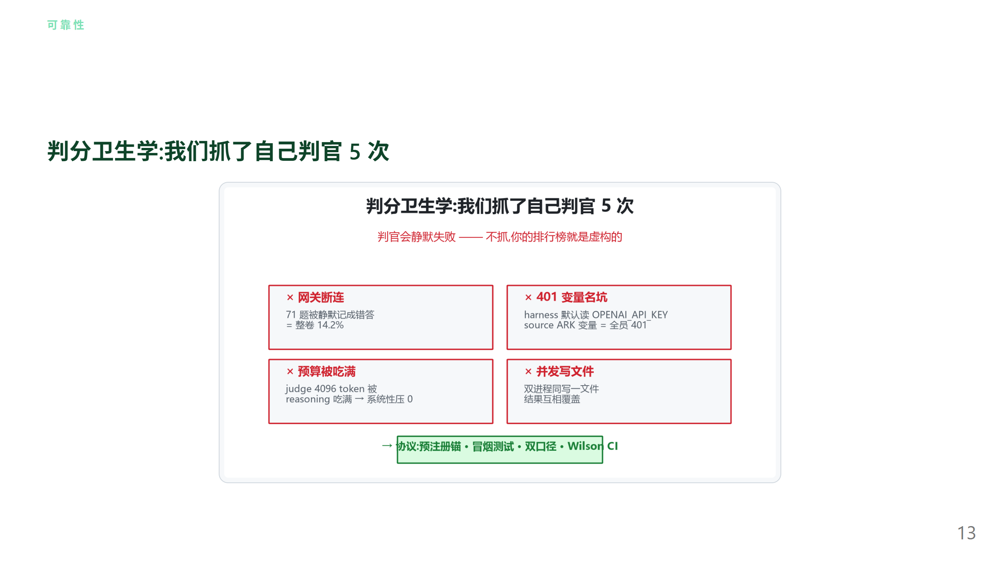 可靠性
判分卫生学:我们抓了自己判官 5 次
判分卫生学:我们抓了自己判官 5 次
判官会静默失败 —— 不抓,你的排行榜就是虚构的
× 网关断连
71 题被静默记成错答
= 整卷 14.2%
× 401 变量名坑
harness 默认读 OPENAI_API_KEY
source ARK 变量 = 全员 401
× 预算被吃满
judge 4096 token 被
reasoning 吃满 → 系统性压 0
× 并发写文件
双进程同写一文件
结果互相覆盖
→ 协议:预注册锚 • 冒烟测试 • 双口径 • Wilson CI
13